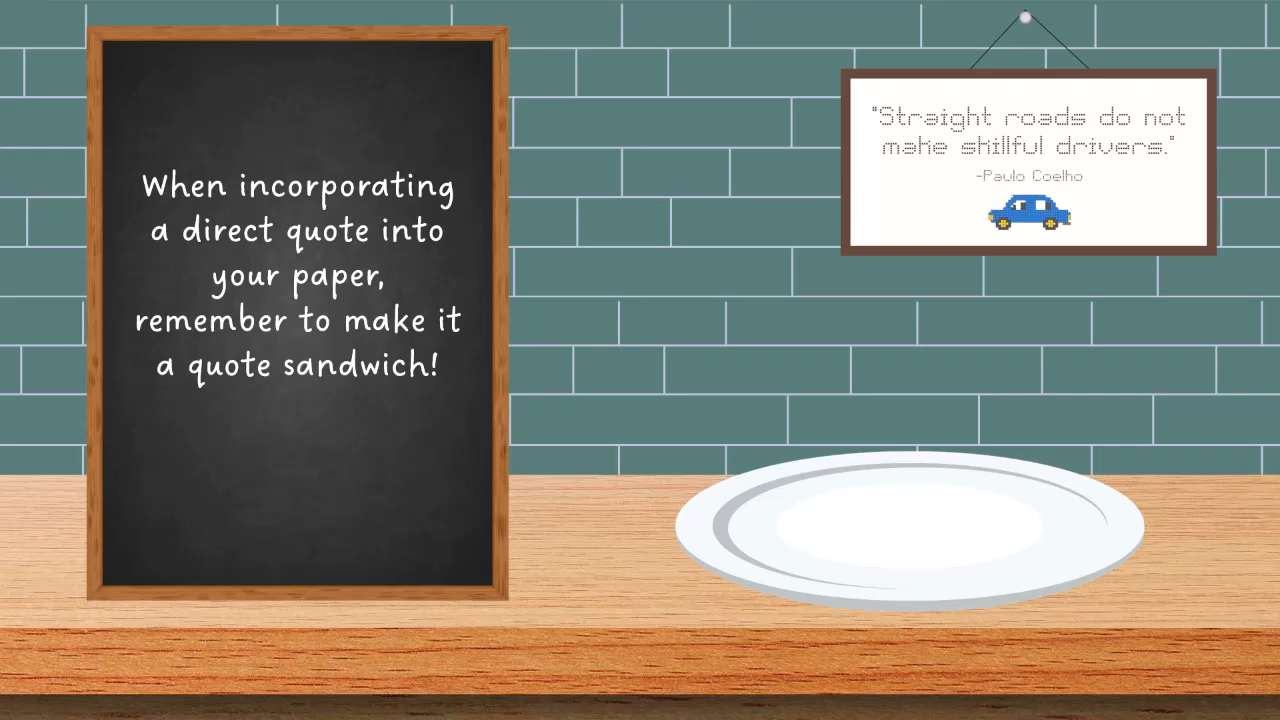 When incorporating
a direct quote into
your paper,
remember to make it
a quote sandwich!
"Straight roads do not
make skillful drivers."
-Paulo Coelho